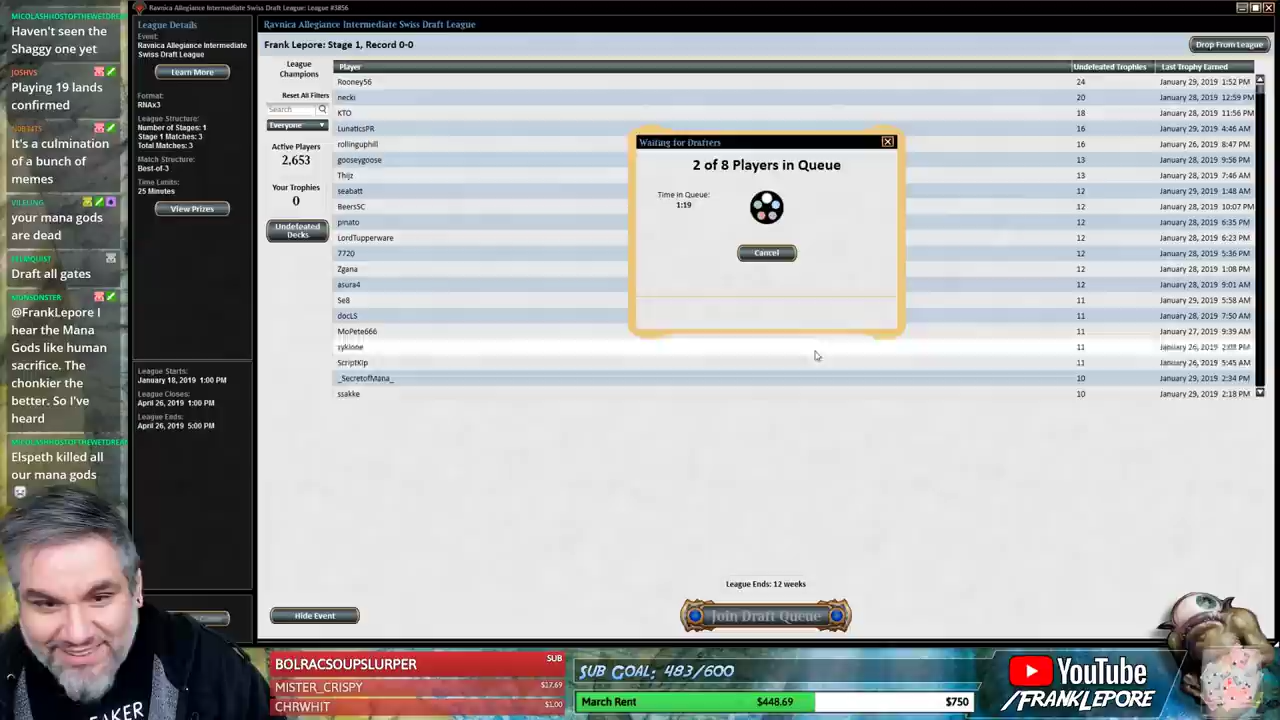 MICOLASHHOSTOFTHEWETDREAM
Haven't seen the
Shaggy one yet
JOSHVS
Playing 19 lands
confirmed
It's a culmination
of a bunch of
memes
VILELING
your mana gods
are dead
Draft all gates
MONSONSTER
@FrankLepore I
hear the Mana
Gods like human
sacrifice. The
chonkier the
better. So I've
heard
MICOLASHHOSTOFTHEWETDREAM
Elspeth killed all
our mana gods
Ravnica Allegiance Intermediate Swiss Draft League: League #3856
League Details
Event:
Ravnica Allegiance Intermediate
Swiss Draft League
Learn More
Format:
RNAx3
League Structure:
Number of Stages: 1
Stage 1 Matches: 3
Total Matches: 3
Match Structure:
Best-of-3
Time Limits:
25 Minutes
View Prizes
League Starts:
January 18, 2019 1:00 PM
League Closes:
April 26, 2019 1:00 PM
League Ends:
April 26, 2019 5:00 PM
Ravnica Allegiance Intermediate Swiss Draft League
Frank Lepore: Stage 1, Record 0-0
Drop From League
League
Champions
Reset All Filters
Search
Everyone
Active Players
2,653
Your Trophies
0
Undefeated
Decks
Player Undefeated Trophies Last Trophy Earned
Rooney56 24 January 29, 2019 1:52 PM
necki 20 January 28, 2019 12:59 PM
KTO 18 January 28, 2019 11:56 PM
LunaticsPR 16 January 29, 2019 4:46 AM
rollinguphill 16 January 26, 2019 8:47 PM
gooseygoose 13 January 28, 2019 9:56 PM
Thijz 13 January 28, 2019 7:46 AM
seabatt 12 January 29, 2019 1:48 AM
BeersSC 12 January 28, 2019 10:07 PM
pinato 12 January 28, 2019 6:35 PM
LordTupperware 12 January 28, 2019 6:23 PM
7720 12 January 28, 2019 5:36 PM
Zgana 12 January 28, 2019 1:08 PM
asura4 12 January 28, 2019 9:01 AM
Se8 11 January 29, 2019 5:58 AM
docLS 11 January 28, 2019 7:50 AM
MoPete666 11 January 27, 2019 9:39 AM
11 January 26, 2019
ScriptKip 11 January 26, 2019 5:45 AM
_SecretofMana_ 10 January 29, 2019 2:34 PM
ssakke 10 January 29, 2019 2:18 PM
Waiting for Drafters
2 of 8 Players in Queue
Time in Queue:
1:19
Cancel
League Ends: 12 weeks
Hide Event
Join Draft Queue
BOLRACSOUPSLURPER SUB
MISTER_CRISPY $17.69
CHRWHIT $1.00
SUB GOAL: 483/600
March Rent $448.69 $750
YouTube
/FRANKLEPORE